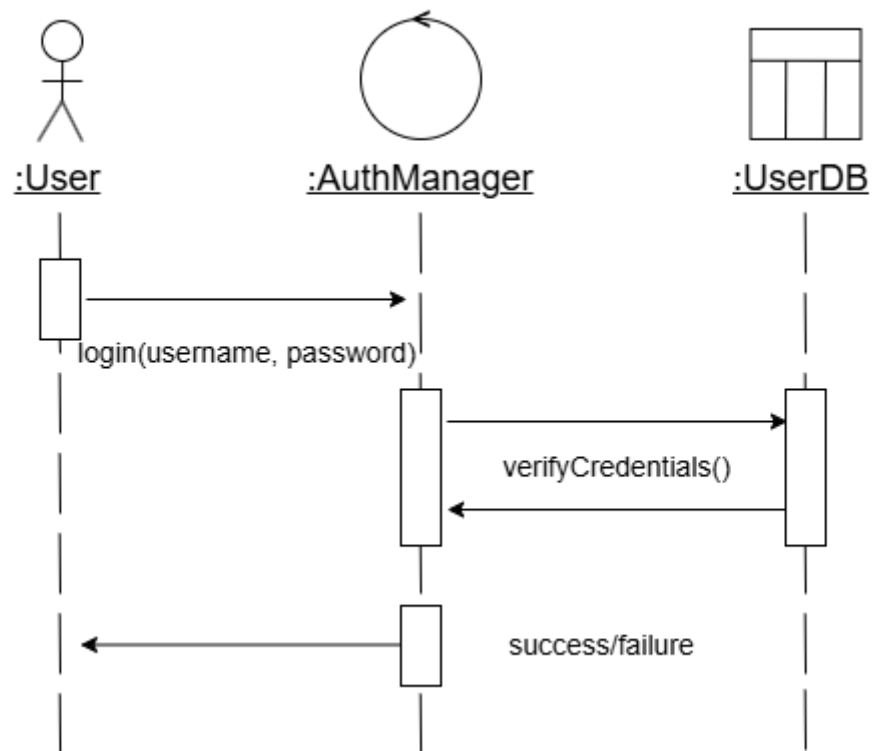 :User
:AuthManager
:UserDB
login(username, password)
verifyCredentials()
success/failure